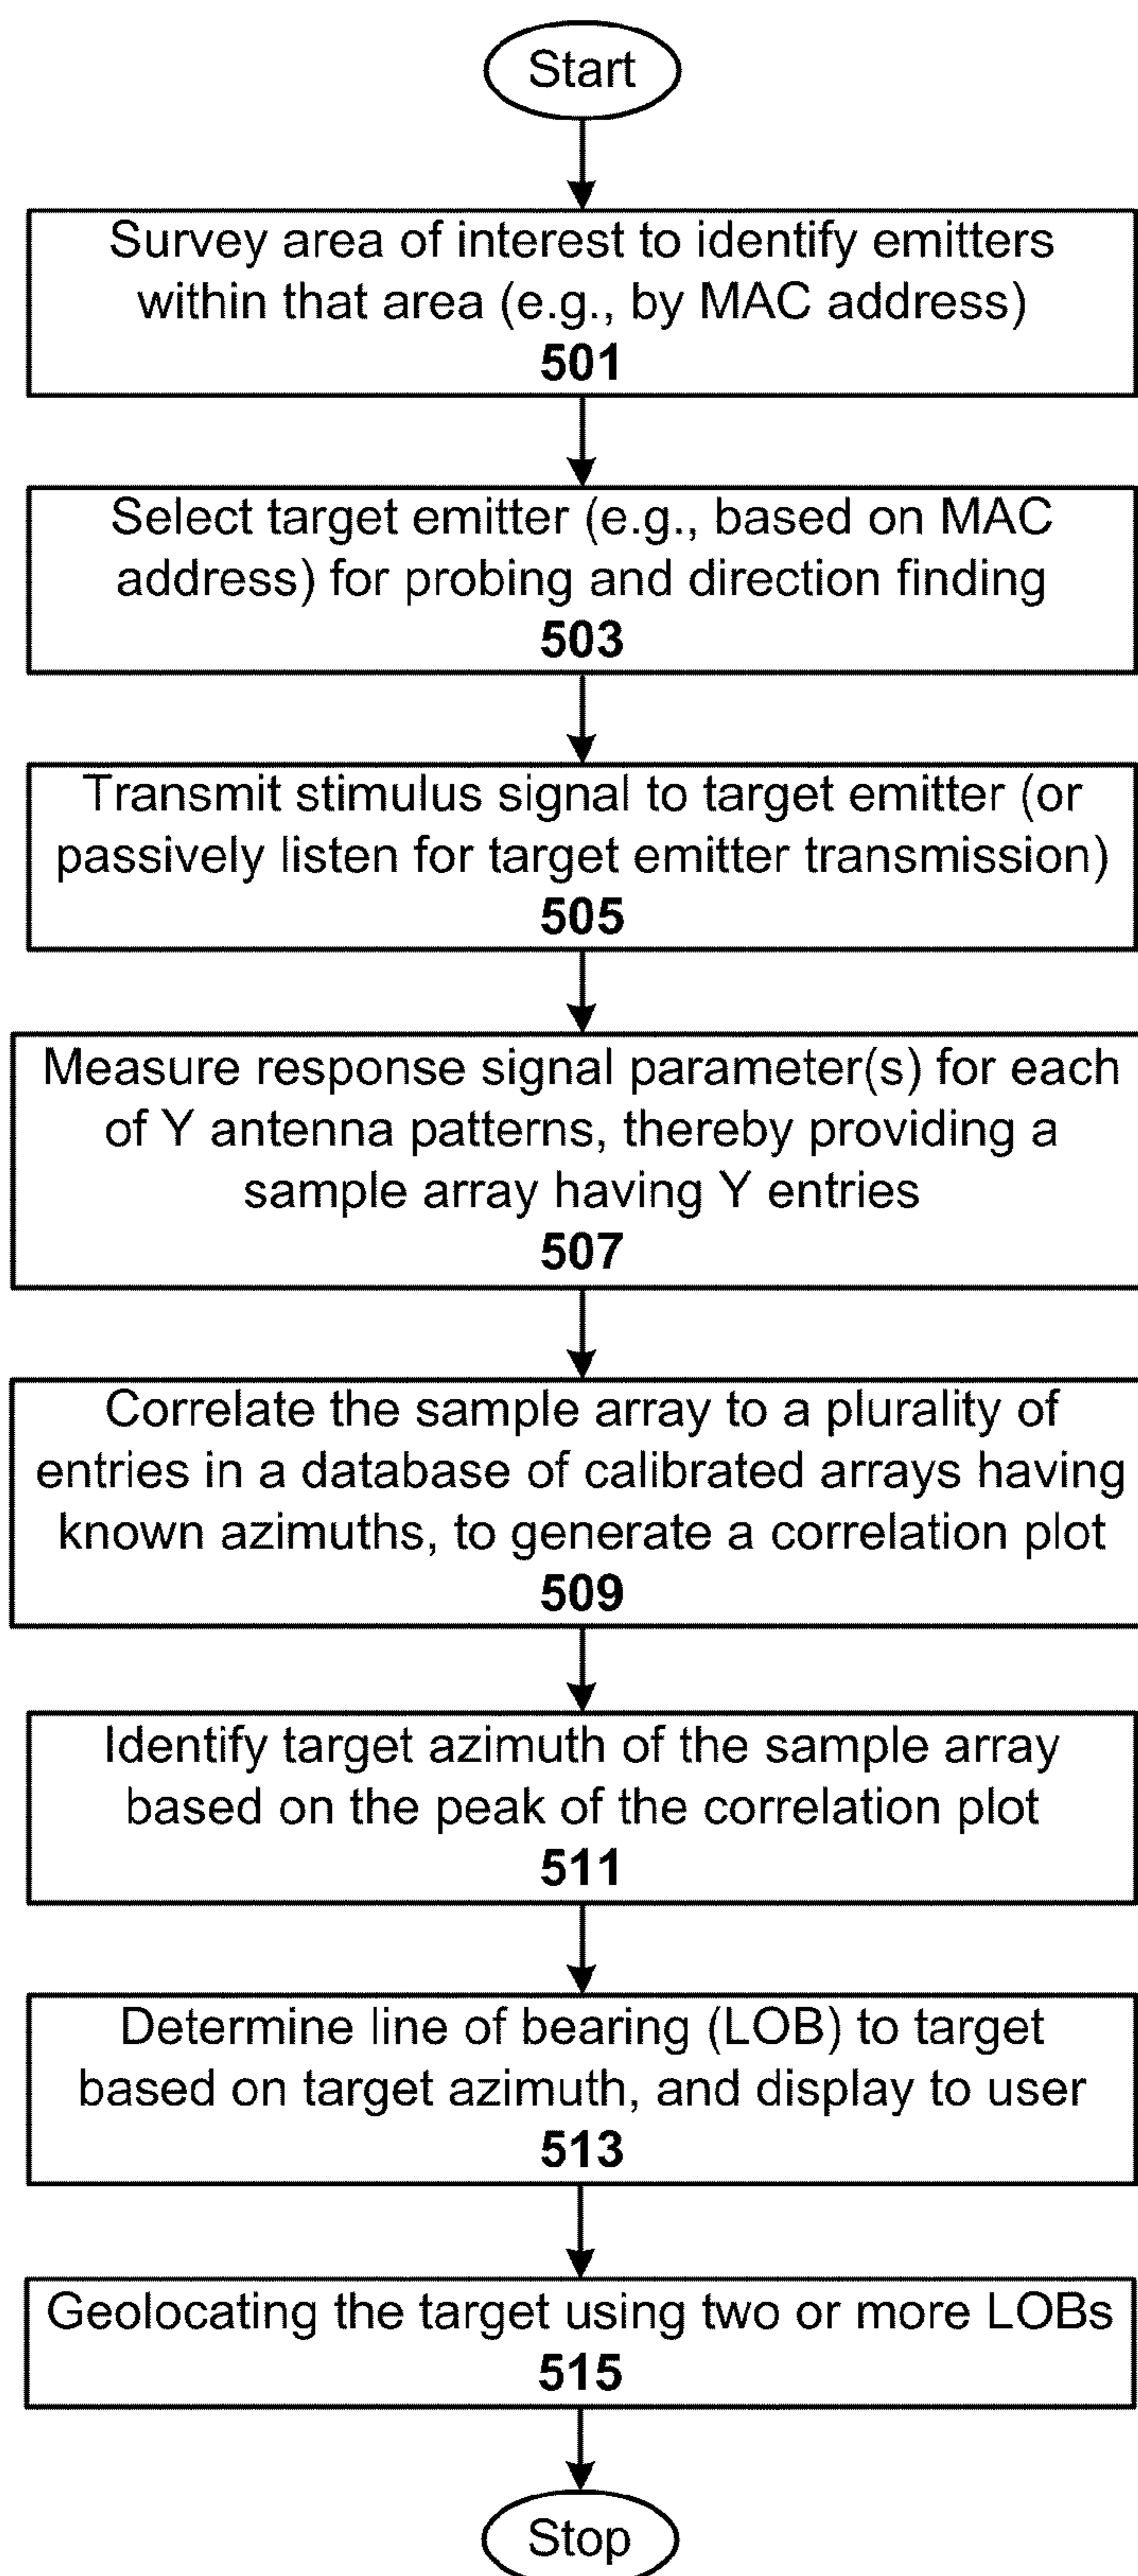 Start
Survey area of interest to identify emitters
within that area (e.g., by MAC address)
501
Select target emitter (e.g., based on MAC
address) for probing and direction finding
503
Transmit stimulus signal to target emitter (or
passively listen for target emitter transmission)
505
Measure response signal parameter(s) for each
of Y antenna patterns, thereby providing a
sample array having Y entries
507
Correlate the sample array to a plurality of
entries in a database of calibrated arrays having
known azimuths, to generate a correlation plot
509
Identify target azimuth of the sample array
based on the peak of the correlation plot
511
Determine line of bearing (LOB) to target
based on target azimuth, and display to user
513
Geolocating the target using two or more LOBs
515
Stop